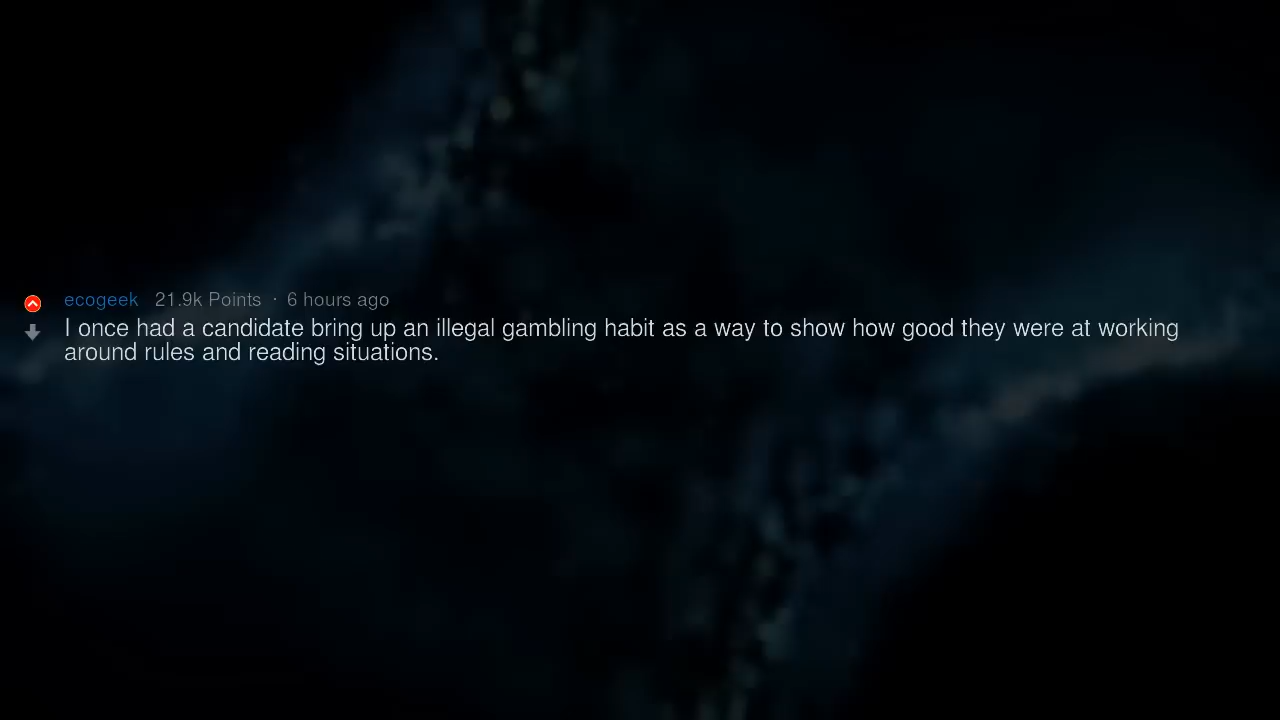 ecogeek 21.9k Points · 6 hours ago
I once had a candidate bring up an illegal gambling habit as a way to show how good they were at working
around rules and reading situations.